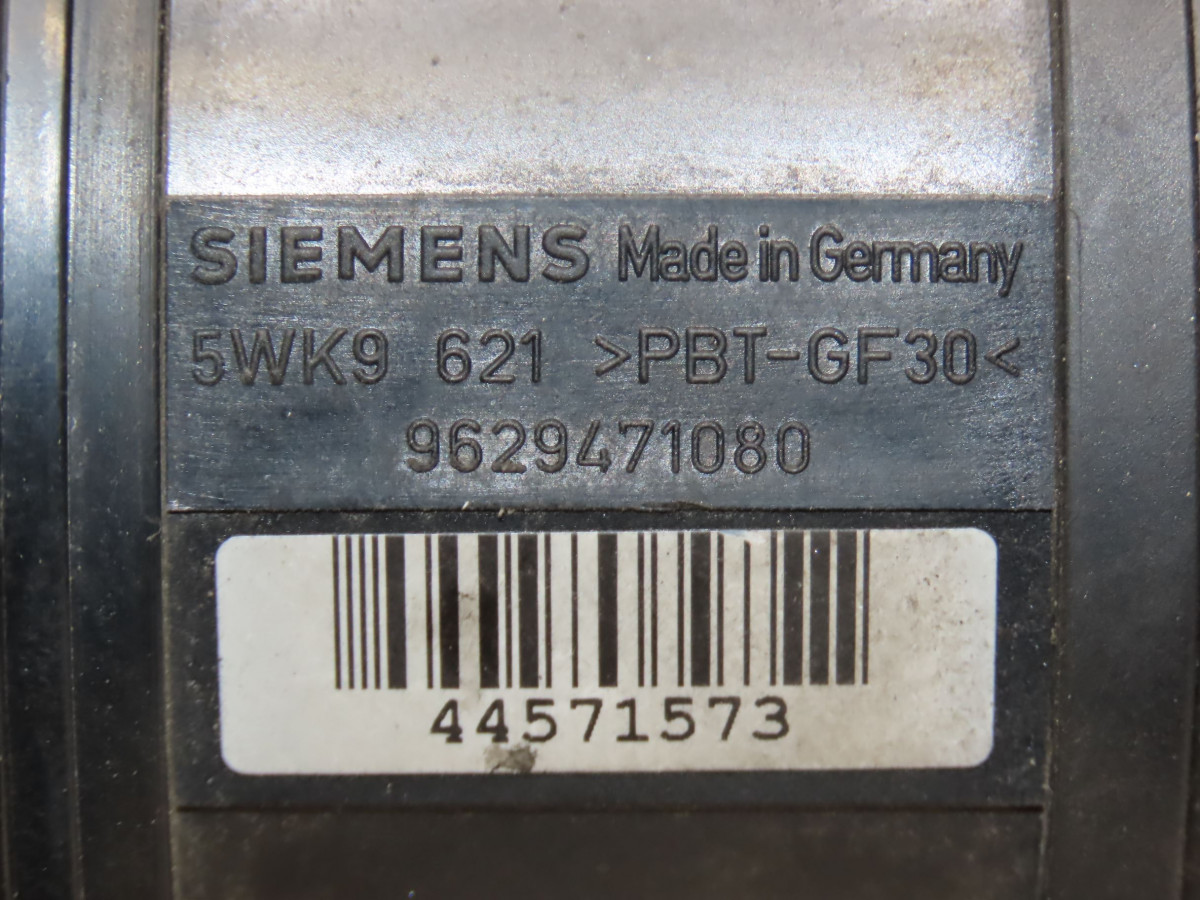 SIEMENS Made in Germany
5WK9 621 >PBT-GF30<
9629471080
44571573